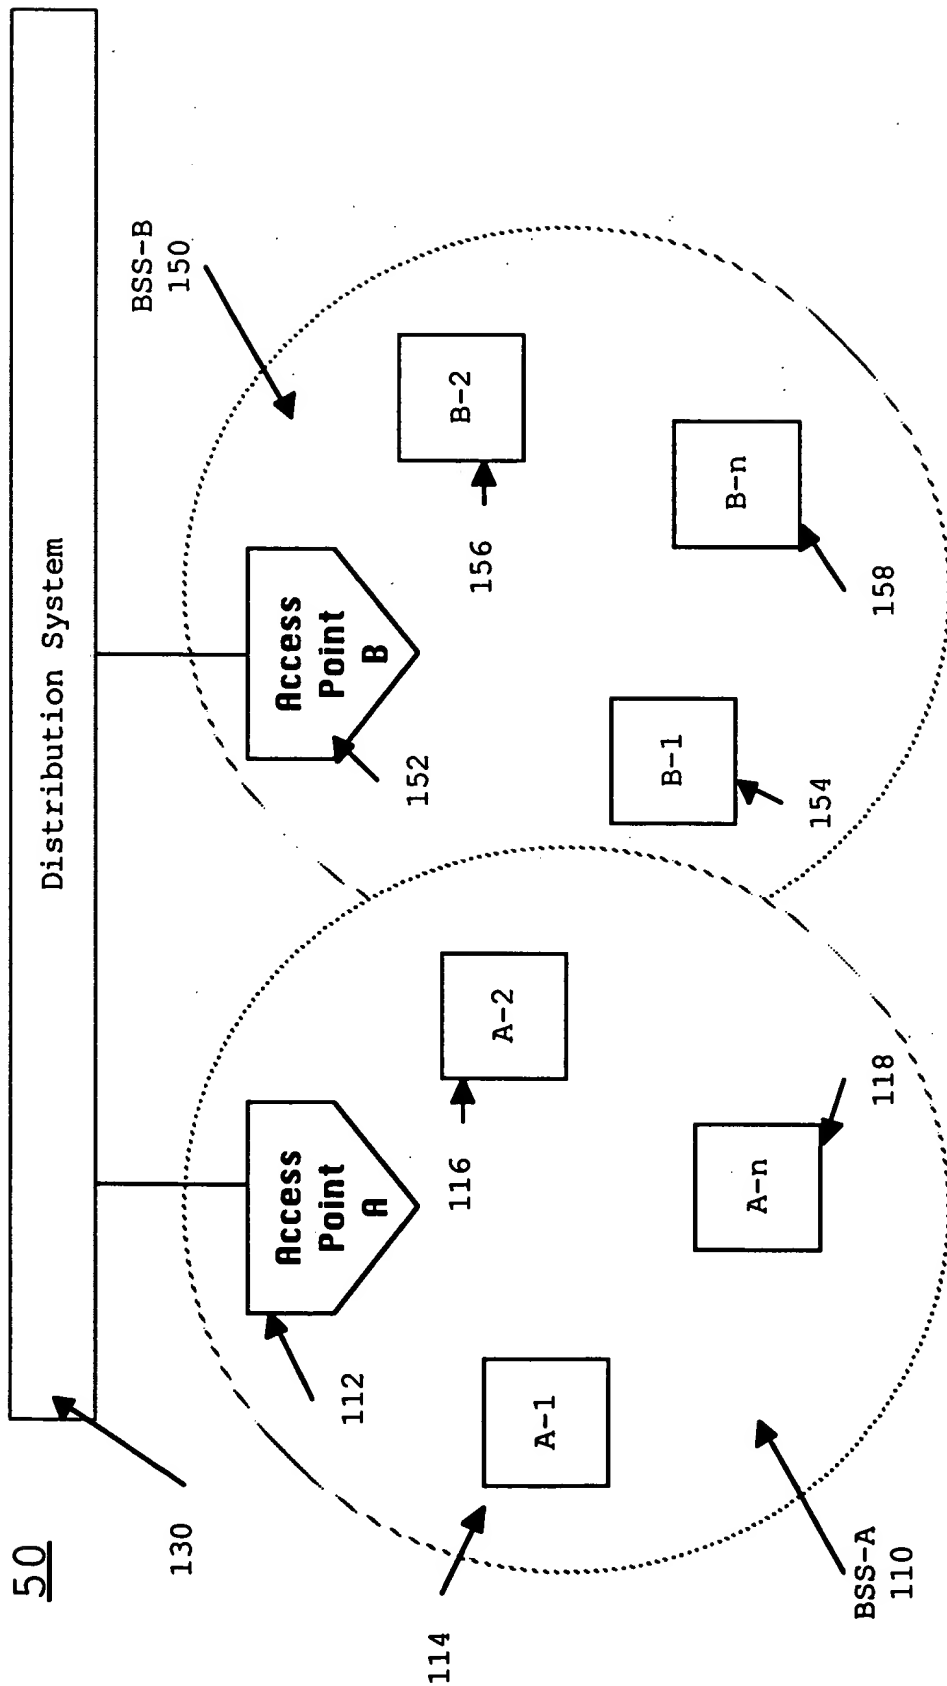 50
130
Distribution System
BSS-B
150
112
Access
Point
A
152
Access
Point
B
114
A-1
116
A-2
156
B-2
A-n
118
B-1
154
B-n
158
BSS-A
110